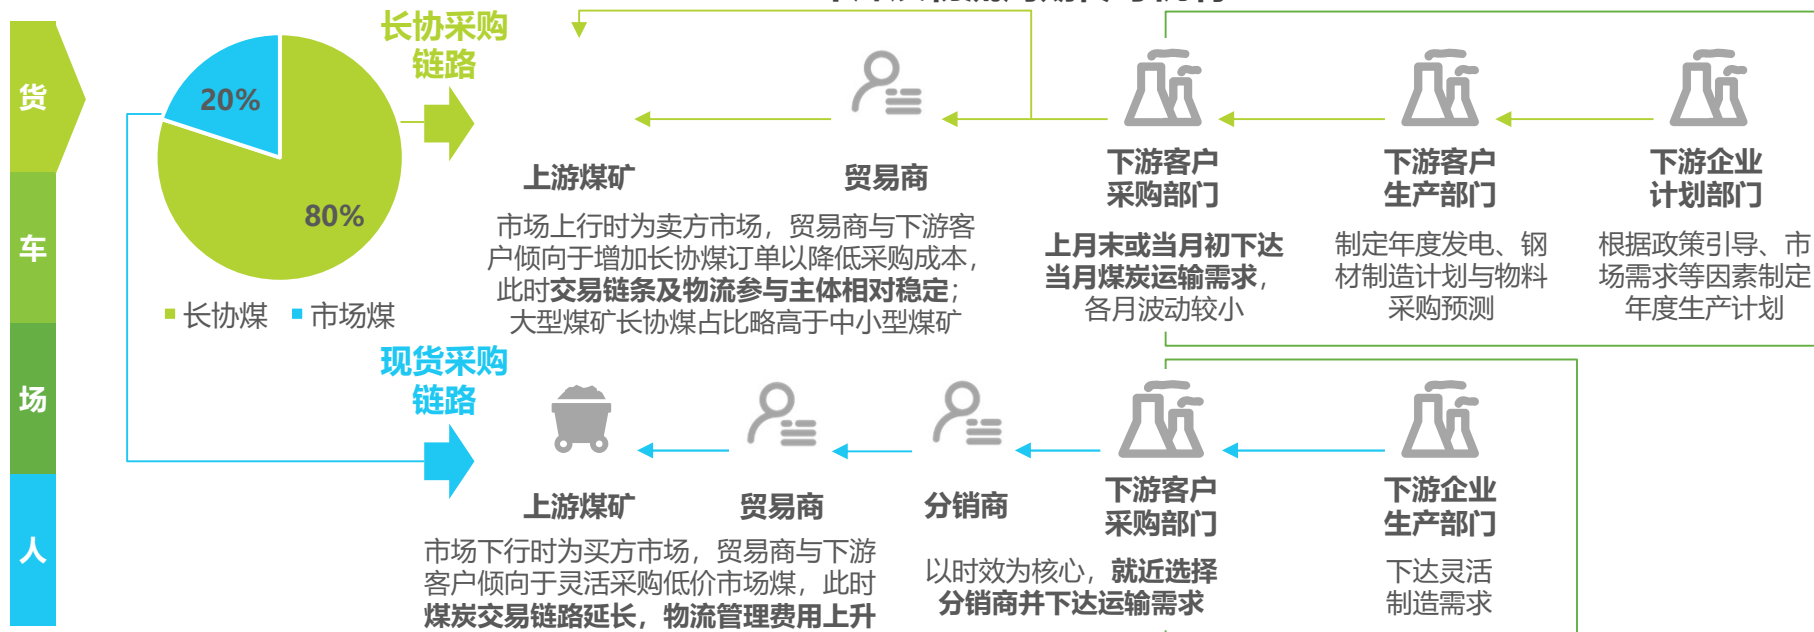 货
车
场
人
20%
80%
长协煤
市场煤
长协采购
链路
上游煤矿
贸易商
下游客户
采购部门
下游客户
生产部门
下游企业
计划部门
市场上行时为卖方市场，贸易商与下游客
户倾向于增加长协煤订单以降低采购成本，
此时交易链条及物流参与主体相对稳定；
大型煤矿长协煤占比略高于中小型煤矿
上月末或当月初下达
当月煤炭运输需求，
各月波动较小
制定年度发电、钢
材制造计划与物料
采购预测
根据政策引导、市
场需求等因素制定
年度生产计划
现货采购
链路
上游煤矿
贸易商
分销商
下游客户
采购部门
下游企业
生产部门
市场下行时为买方市场，贸易商与下游
客户倾向于灵活采购低价市场煤，此时
煤炭交易链路延长，物流管理费用上升
以时效为核心，就近选择
分销商并下达运输需求
下达灵活
制造需求